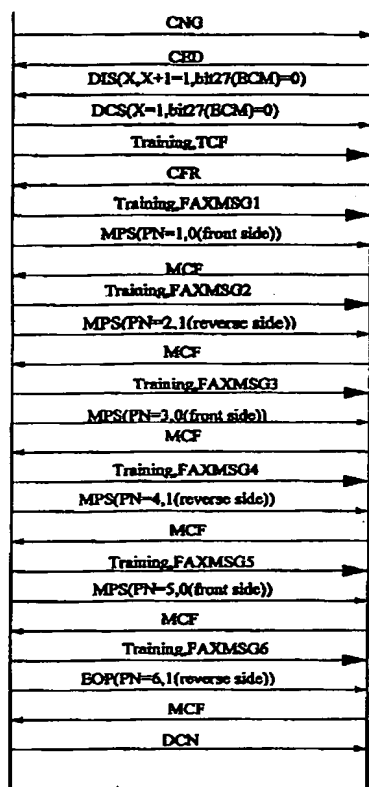 CNG
CED
DIS(X,X+1=1,bit27(ECM)=0)
DCS(X=1,bit27(ECM)=0)
Training,TCF
CFR
Training,FAXMSG1
MPS(PN=1,0(front side))
MCF
Training,FAXMSG2
MPS(PN=2,1(reverse side))
MCF
Training,FAXMSG3
MPS(PN=3,0(front side))
MCF
Training,FAXMSG4
MPS(PN=4,1(reverse side))
MCF
Training,FAXMSG5
MPS(PN=5,0(front side))
MCF
Training,FAXMSG6
EOP(PN=6,1(reverse side))
MCF
DCN